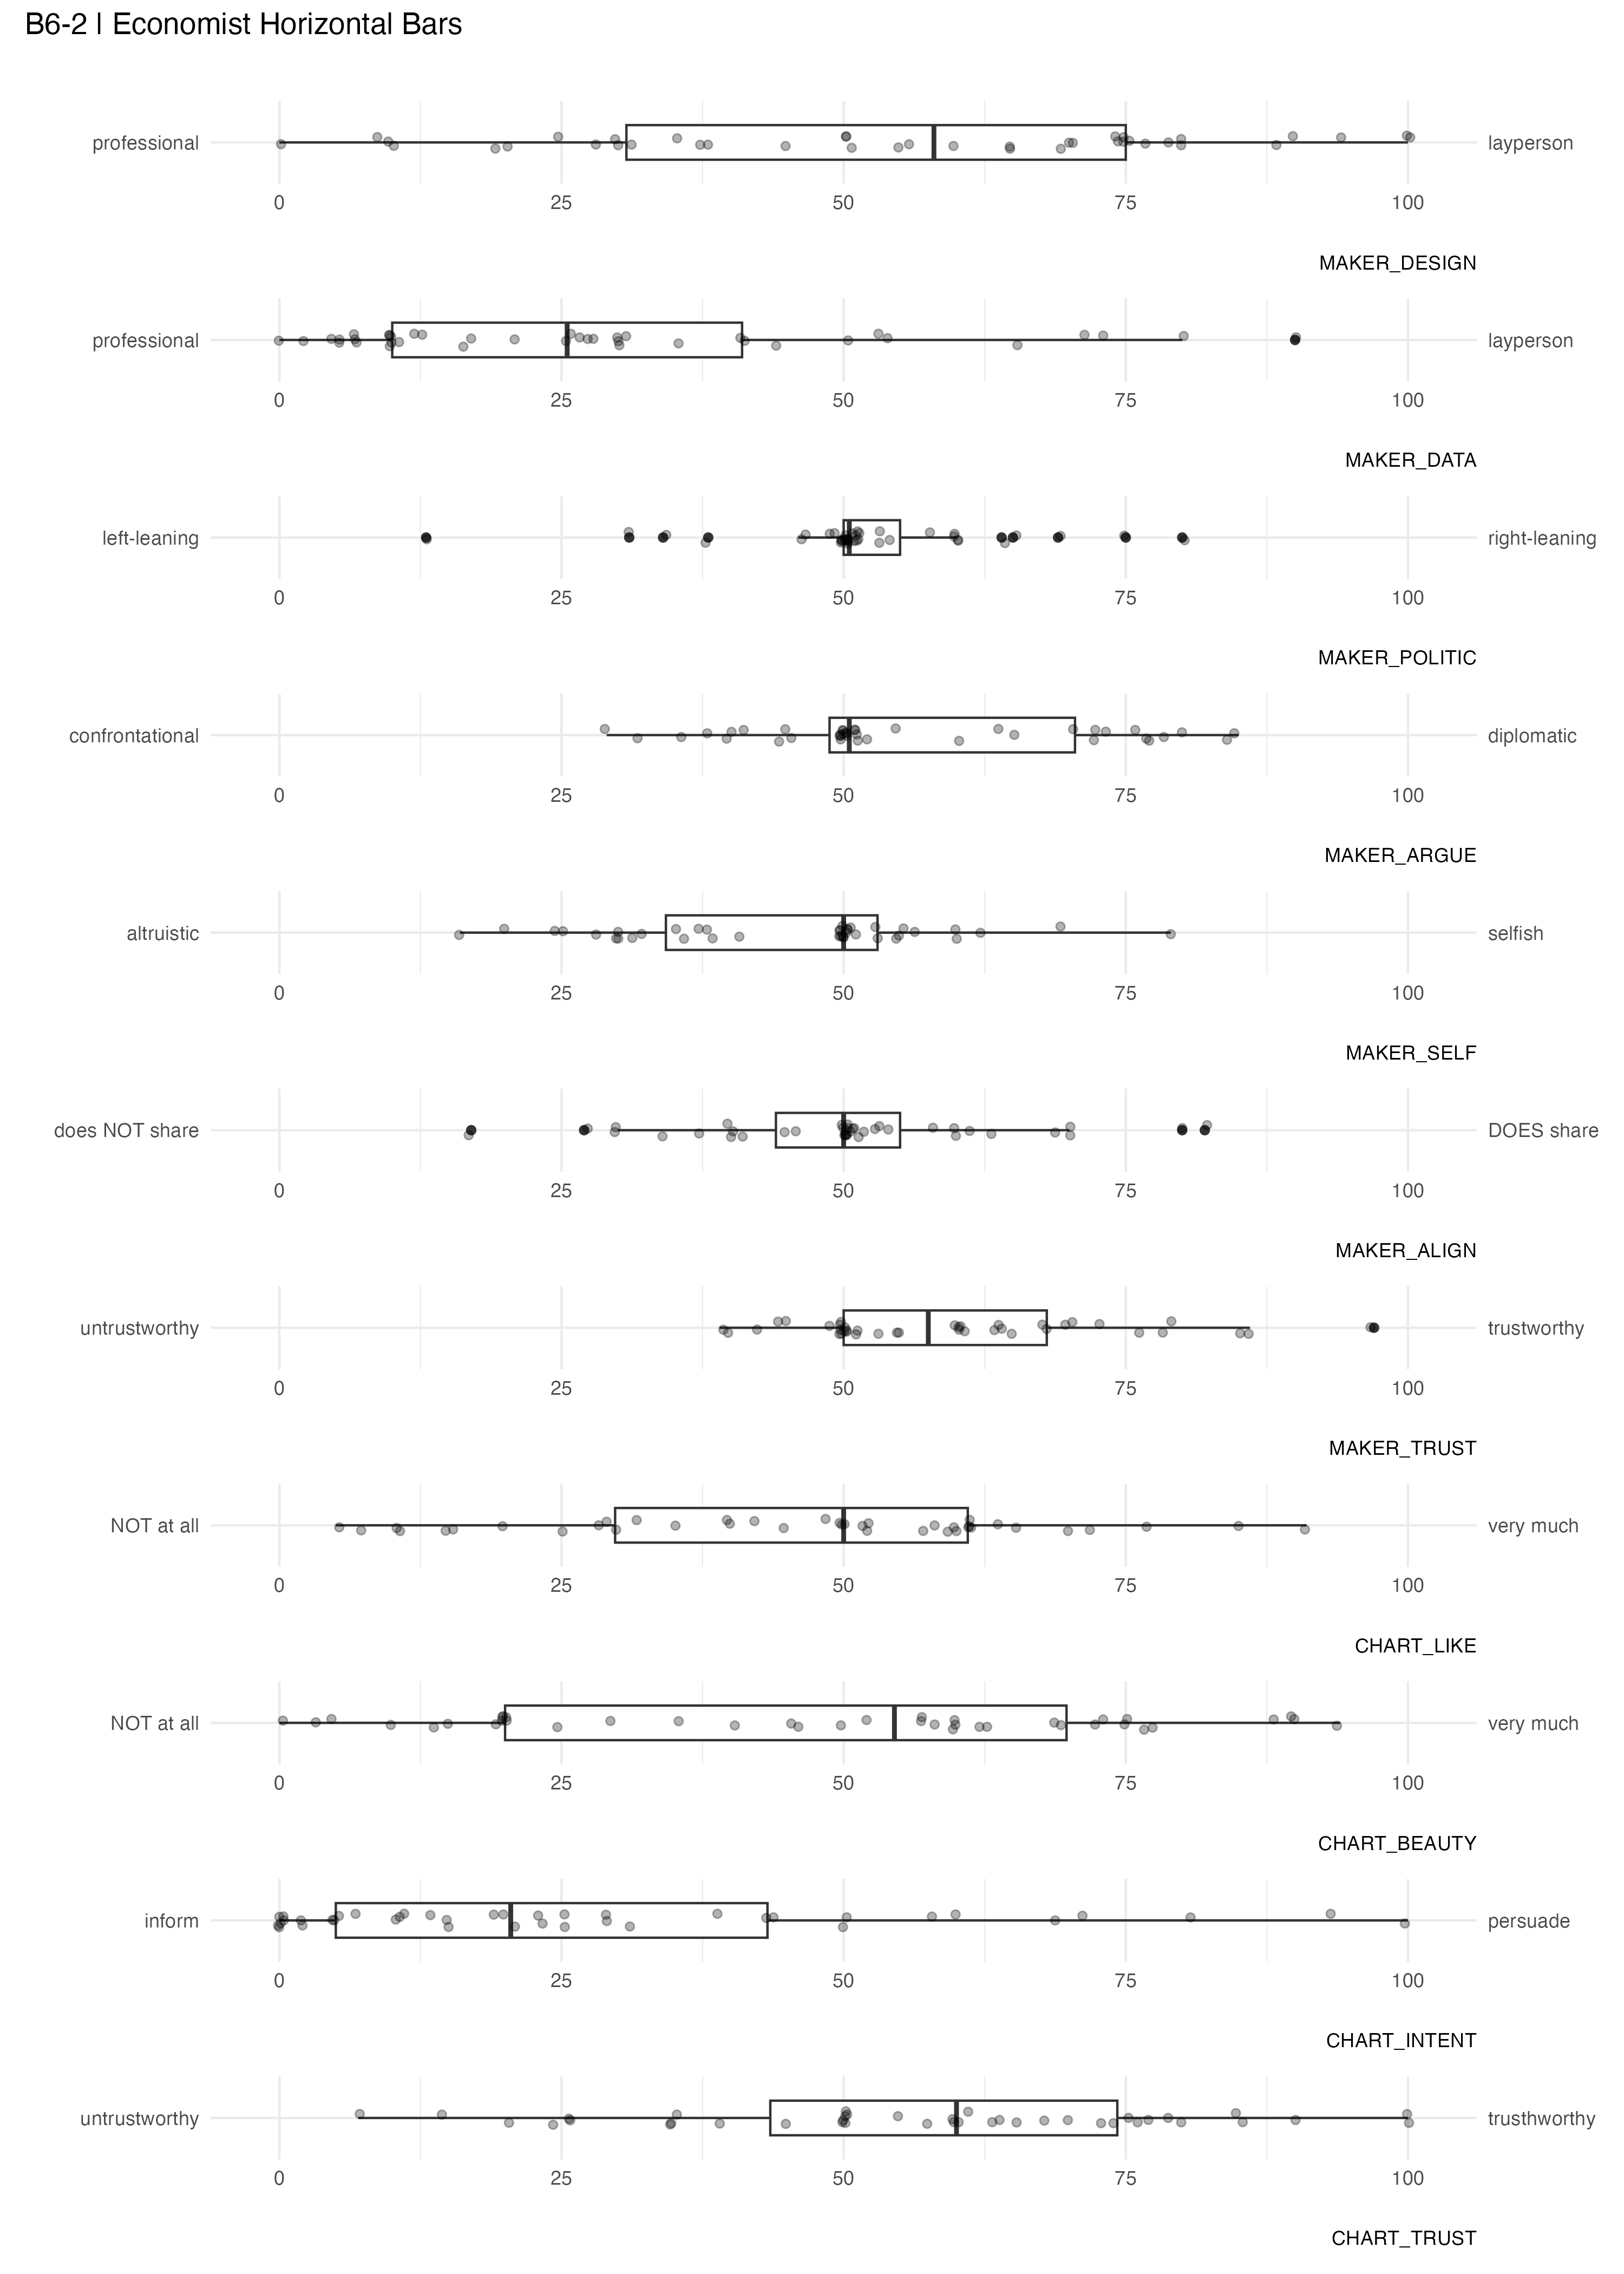 B6-2 | Economist Horizontal Bars
professional layperson
0 25 50 75 100
MAKER_DESIGN
professional layperson
0 25 50 75 100
MAKER_DATA
left-leaning right-leaning
0 25 50 75 100
MAKER_POLITIC
confrontational diplomatic
0 25 50 75 100
MAKER_ARGUE
altruistic selfish
0 25 50 75 100
MAKER_SELF
does NOT share DOES share
0 25 50 75 100
MAKER_ALIGN
untrustworthy trustworthy
0 25 50 75 100
MAKER_TRUST
NOT at all very much
0 25 50 75 100
CHART_LIKE
NOT at all very much
0 25 50 75 100
CHART_BEAUTY
inform persuade
0 25 50 75 100
CHART_INTENT
untrustworthy trusthworthy
0 25 50 75 100
CHART_TRUST